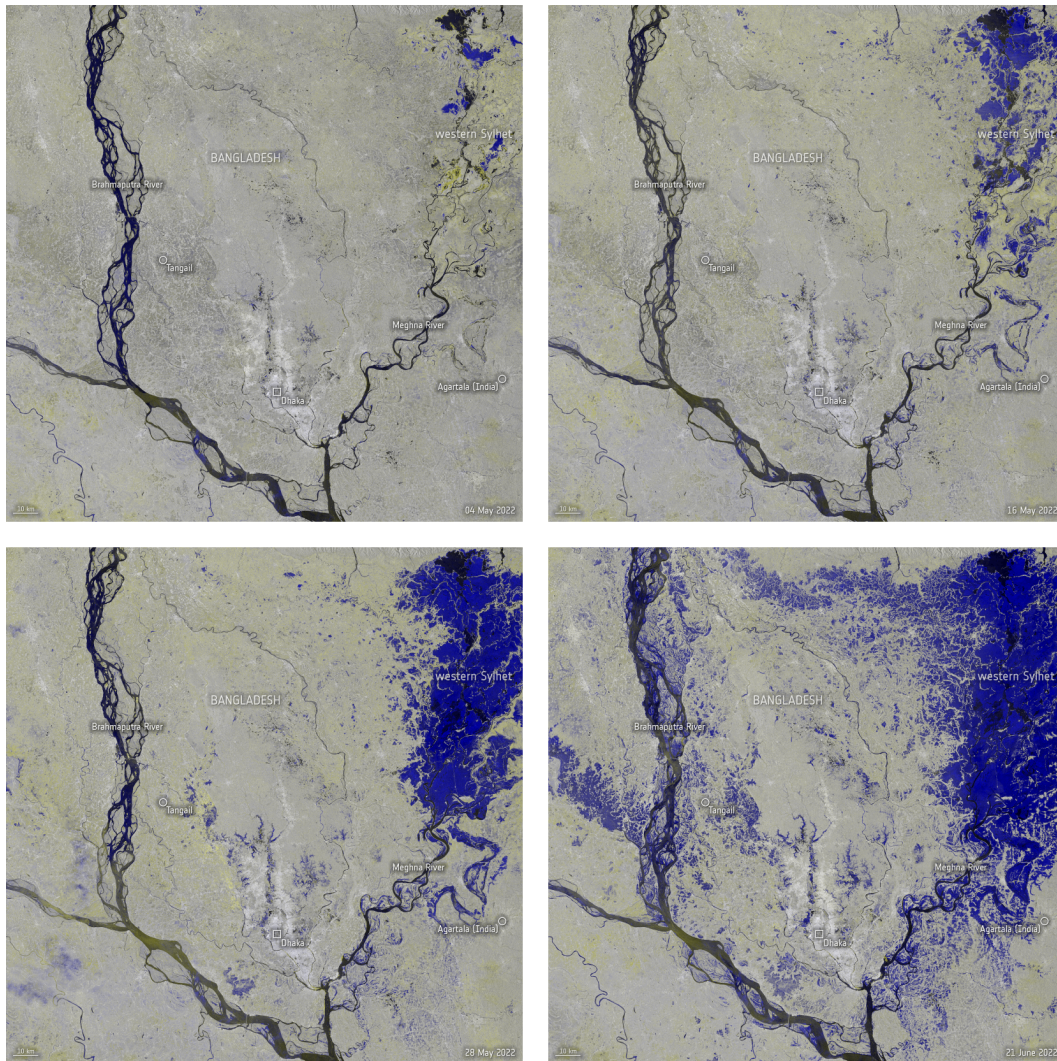 western Sylhet
BANGLADESH
Brahmaputra River
Tangail
Meghna River
Agartala (India)
Dhaka
10 km
04 May 2022
western Sylhet
BANGLADESH
Brahmaputra River
Tangail
Meghna River
Agartala (India)
Dhaka
10 km
16 May 2022
western Sylhet
BANGLADESH
Brahmaputra River
Tangail
Meghna River
Agartala (India)
Dhaka
10 km
28 May 2022
western Sylhet
BANGLADESH
Brahmaputra River
Tangail
Meghna River
Agartala (India)
Dhaka
10 km
21 June 2022